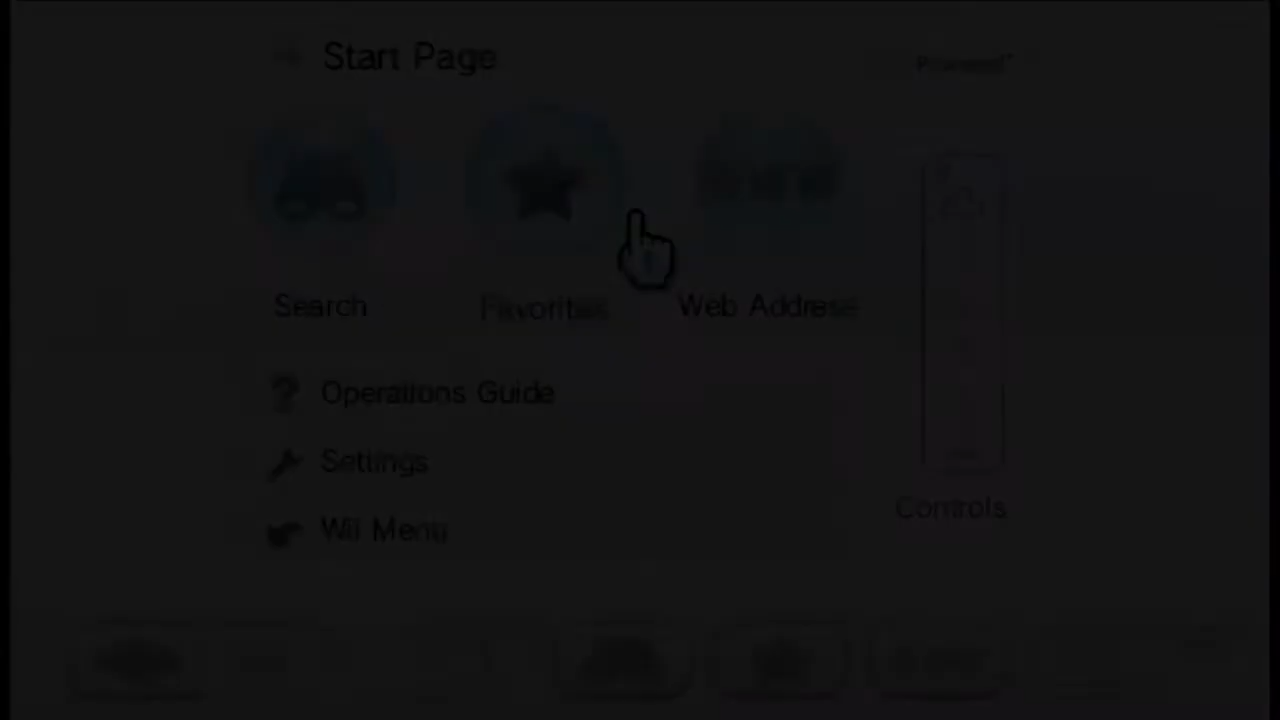 Start Page
Search
Favorites
Web Address
Operations Guide
Settings
Wii Menu
Controls